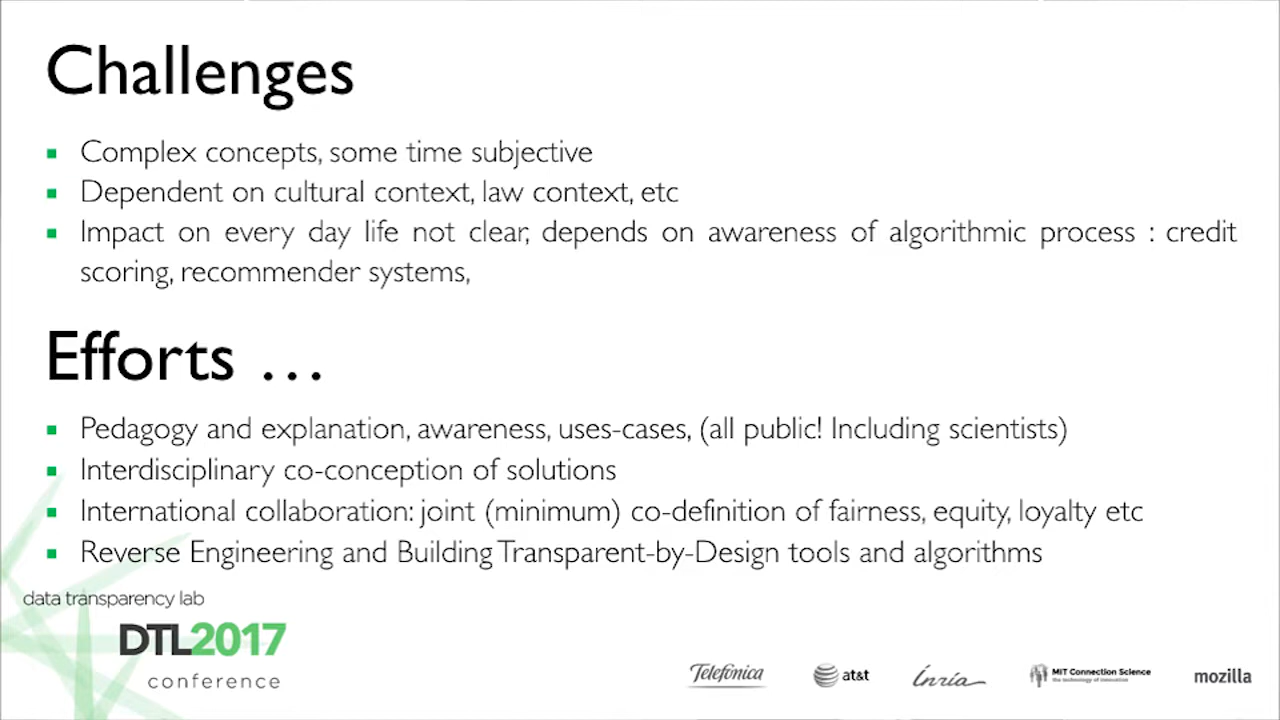 Challenges
Complex concepts, some time subjective
Dependent on cultural context, law context, etc
Impact on every day life not clear, depends on awareness of algorithmic process : credit
scoring, recommender systems,
Efforts …
Pedagogy and explanation, awareness, uses-cases, (all public! Including scientists)
Interdisciplinary co-conception of solutions
International collaboration: joint (minimum) co-definition of fairness, equity, loyalty etc
Reverse Engineering and Building Transparent-by-Design tools and algorithms
data transparency lab
DTL2017
conference
Telefónica
at&t
Inria
MIT Connection Science
the technology of innovation
mozilla